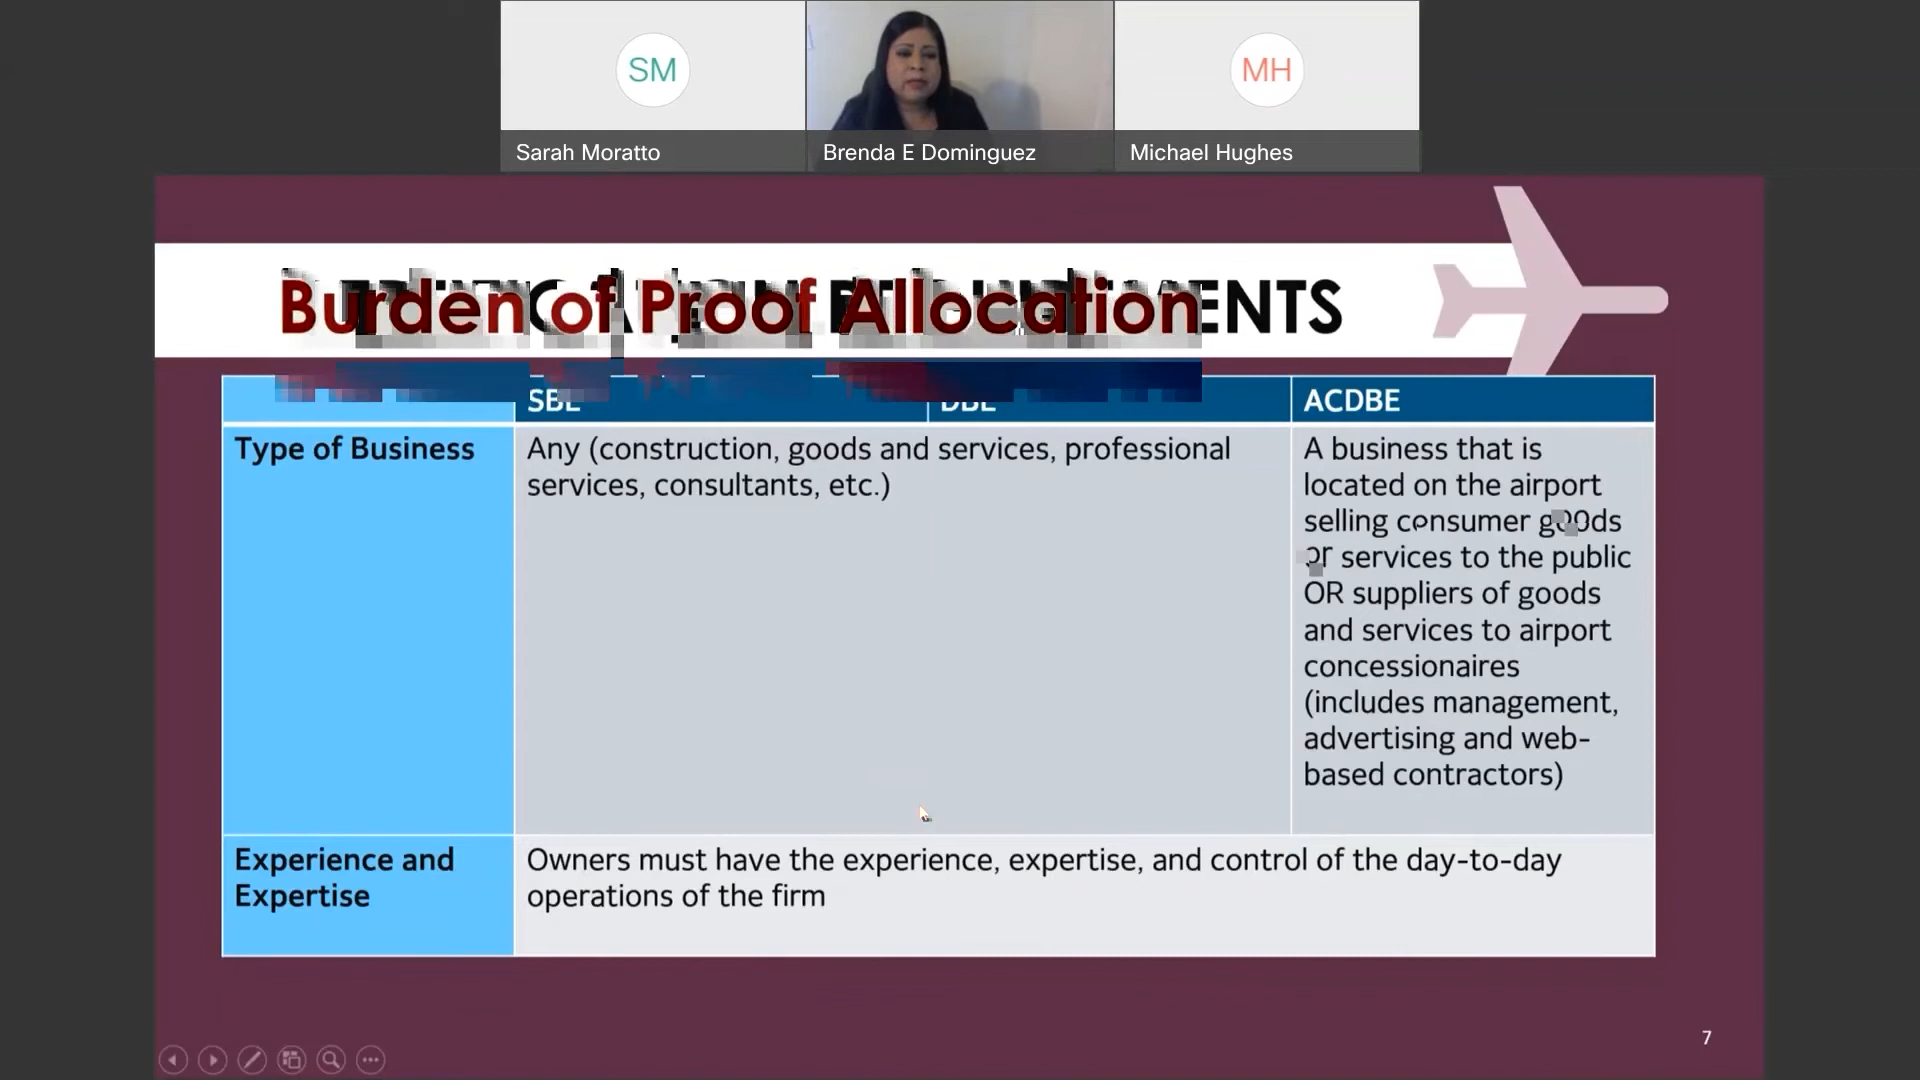 SM
MH
Sarah Moratto
Brenda E Dominguez
Michael Hughes
Burden of Proof Allocation
ENTS
SBE
DBE
ACDBE
Type of Business
Any (construction, goods and services, professional
services, consultants, etc.)
A business that is
located on the airport
selling consumer goods
or services to the public
OR suppliers of goods
and services to airport
concessionaires
(includes management,
advertising and web-
based contractors)
Experience and
Expertise
Owners must have the experience, expertise, and control of the day-to-day
operations of the firm
7